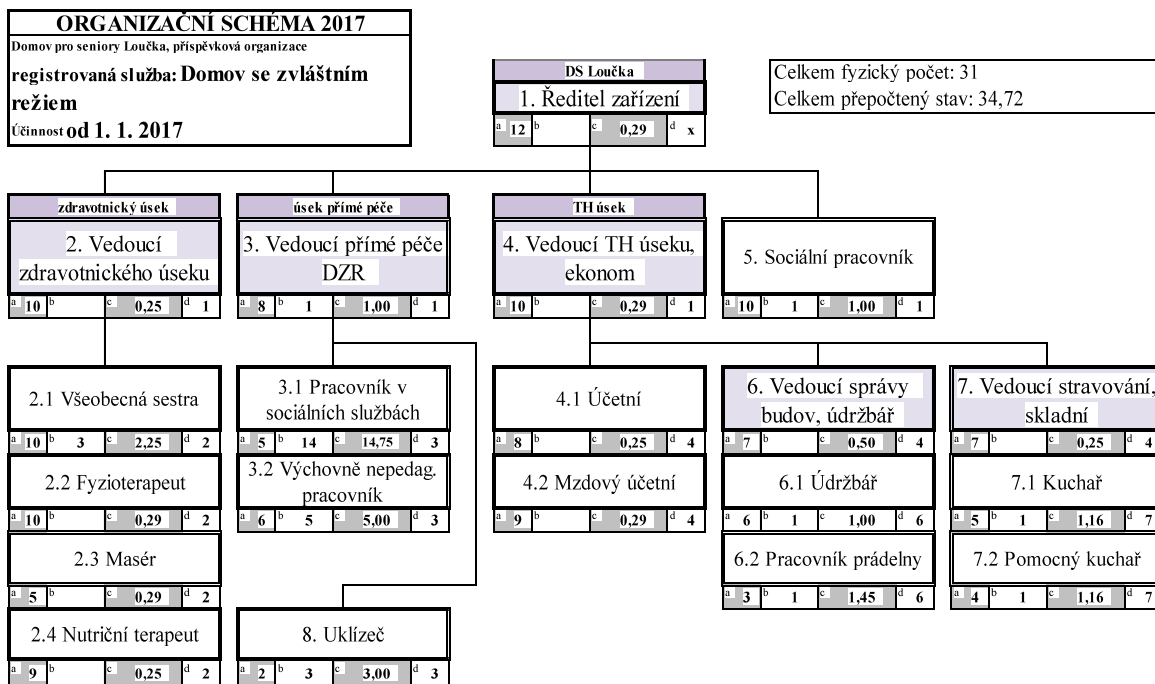 ORGANIZAČNÍ SCHÉMA 2017
Domov pro seniory Loučka, příspěvková organizace
registrovaná služba: Domov se zvláštním
režiem
Účinnost od 1. 1. 2017
DS Loučka
1. Ředitel zařízení
a 12 b c 0,29 d x
Celkem fyzický počet: 31
Celkem přepočtený stav: 34,72
zdravotnický úsek
2. Vedoucí
zdravotnického úseku
a 10 b c 0,25 d 1
úsek přímé péče
3. Vedoucí přímé péče
DZR
a 8 b 1 c 1,00 d 1
TH úsek
4. Vedoucí TH úseku,
ekonom
a 10 b c 0,29 d 1
5. Sociální pracovník
a 10 b 1 c 1,00 d 1
2.1 Všeobecná sestra
a 10 b 3 c 2,25 d 2
2.2 Fyzioterapeut
a 10 b c 0,29 d 2
2.3 Masér
a 5 b c 0,29 d 2
2.4 Nutriční terapeut
a 9 b c 0,25 d 2
3.1 Pracovník v
sociálních službách
a 5 b 14 c 14,75 d 3
3.2 Výchovně nepedag.
pracovník
a 6 b 5 c 5,00 d 3
8. Uklízeč
a 2 b 3 c 3,00 d 3
4.1 Účetní
a 8 b c 0,25 d 4
4.2 Mzdový účetní
a 9 b c 0,29 d 4
6. Vedoucí správy
budov, údržbář
a 7 b c 0,50 d 4
6.1 Údržbář
a 6 b 1 c 1,00 d 6
6.2 Pracovník prádelny
a 3 b 1 c 1,45 d 6
7. Vedoucí stravování,
skladní
a 7 b c 0,25 d 4
7.1 Kuchař
a 5 b 1 c 1,16 d 7
7.2 Pomocný kuchař
a 4 b 1 c 1,16 d 7